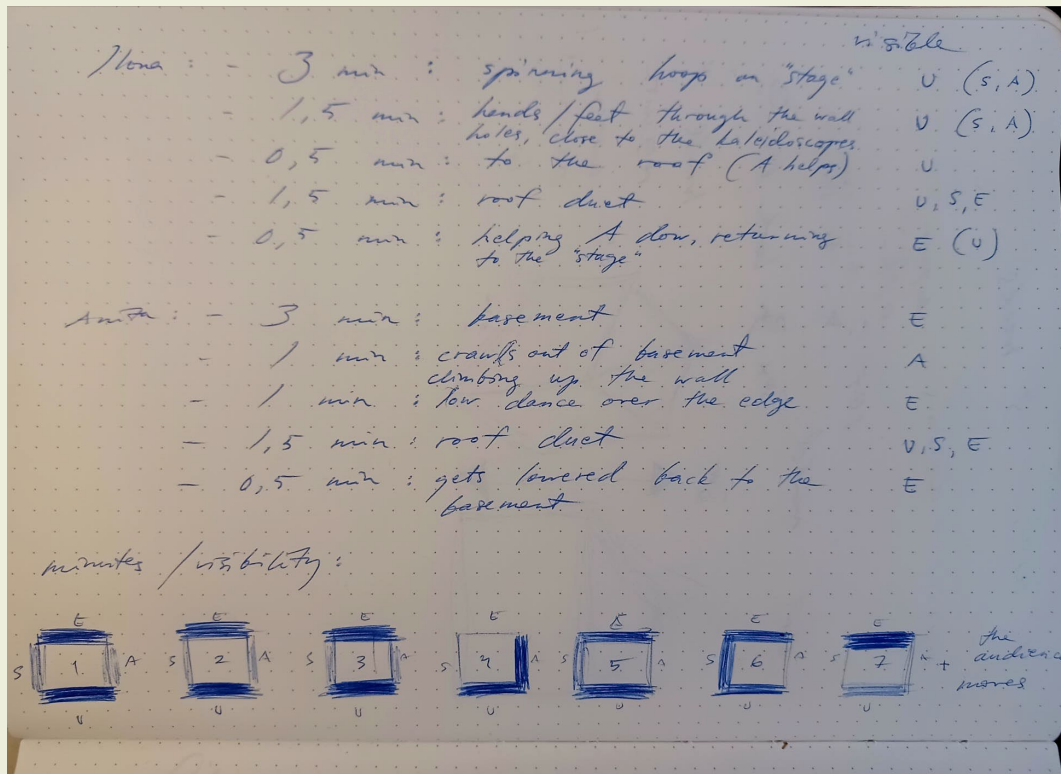 visible
Ilona : - 3 min : spinning hoop on "stage" U (S, A)
- 1,5 min : hands / feet through the wall U (S, A)
holes, close to the kaleidoscopes
- 0,5 min : to the roof (A helps) U
- 1,5 min : roof duet U, S, E
- 0,5 min : helping A dow, returning E (U)
to the "stage"
Anita : - 3 min : basement E
- 1 min : crawls out of basement A
climbing up the wall
- 1 min : low dance over the edge E
- 1,5 min : roof duet U, S, E
- 0,5 min : gets lowered back to the E
basement
minutes / visibility :
E E E E E E E
S 1 A S 2 A S 3 A S 4 A S 5 A S 6 A S 7 A + the
audience
moves
U U U U U U U